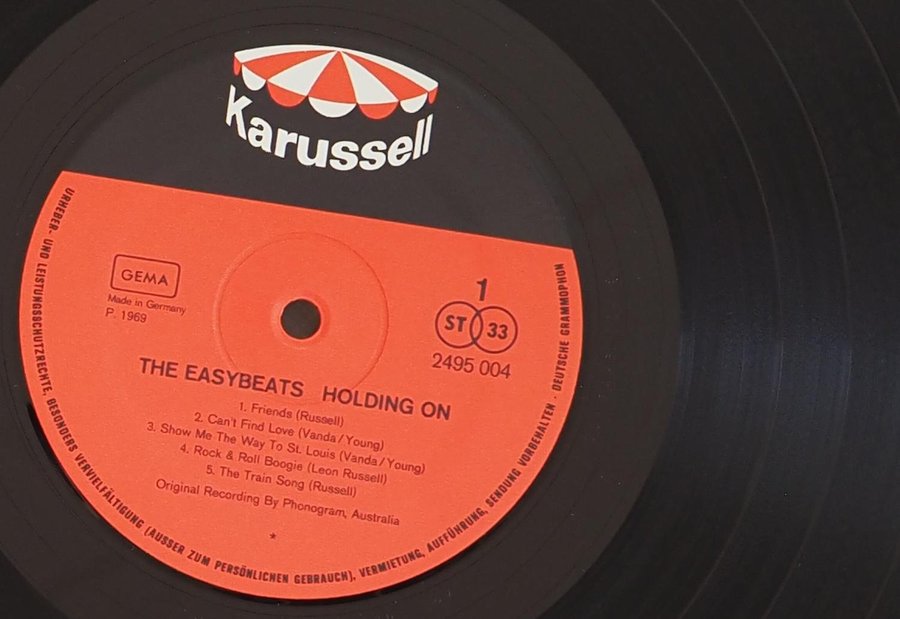 Karussell
GEMA
Made in Germany
P. 1969
1
ST 33
2495 004
THE EASYBEATS HOLDING ON
1. Friends (Russell)
2. Can't Find Love (Vanda/Young)
3. Show Me The Way To St. Louis (Vanda/Young)
4. Rock & Roll Boogie (Leon Russell)
5. The Train Song (Russell)
Original Recording By Phonogram, Australia
*
URHEBER- UND LEISTUNGSSCHUTZRECHTE, BESONDERS VERVIELFÄLTIGUNG (AUSSER ZUM PERSÖNLICHEN GEBRAUCH), VERMIETUNG, AUFFÜHRUNG, SENDUNG VORBEHALTEN · DEUTSCHE GRAMMOPHON